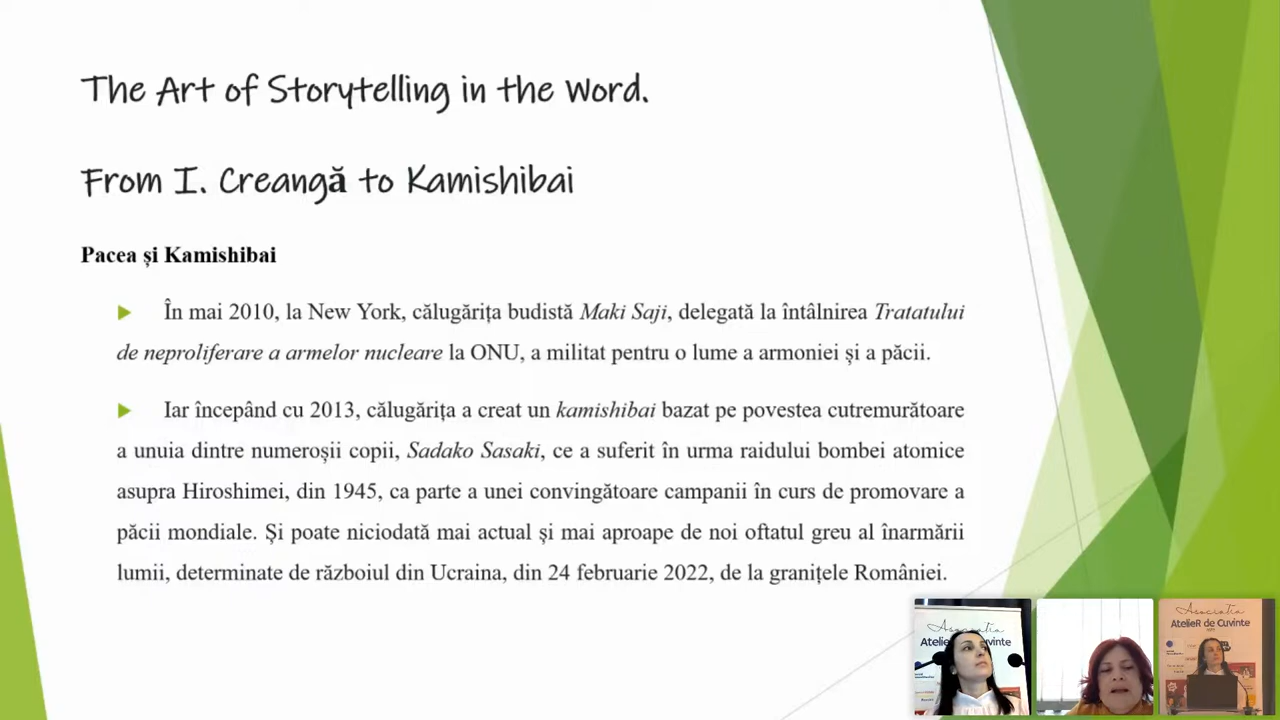 The Art of Storytelling in the Word.
From I. Creangă to Kamishibai
Pacea și Kamishibai
În mai 2010, la New York, călugărița budistă Maki Saji, delegată la întâlnirea Tratatului
de neproliferare a armelor nucleare la ONU, a militat pentru o lume a armoniei și a păcii.
Iar începând cu 2013, călugărița a creat un kamishibai bazat pe povestea cutremurătoare
a unuia dintre numeroșii copii, Sadako Sasaki, ce a suferit în urma raidului bombei atomice
asupra Hiroshimei, din 1945, ca parte a unei convingătoare campanii în curs de promovare a
păcii mondiale. Și poate niciodată mai actual și mai aproape de noi oftatul greu al înarmării
lumii, determinate de războiul din Ucraina, din 24 februarie 2022, de la granițele României.
Asociatia
Asociatia
AtelieR de Cuvinte